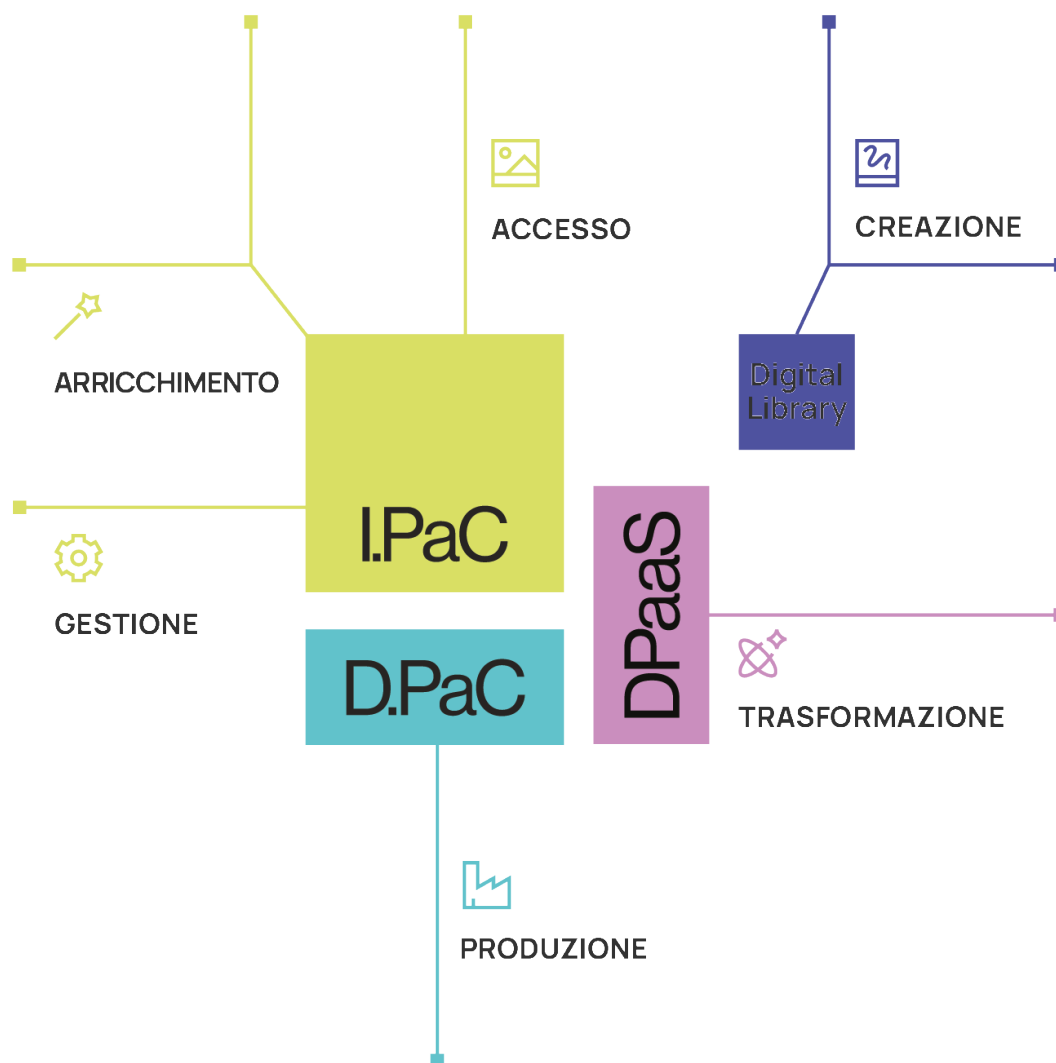 ACCESSO
CREAZIONE
ARRICCHIMENTO
Digital
Library
I.PaC
GESTIONE
DPaaS
D.PaC
TRASFORMAZIONE
PRODUZIONE